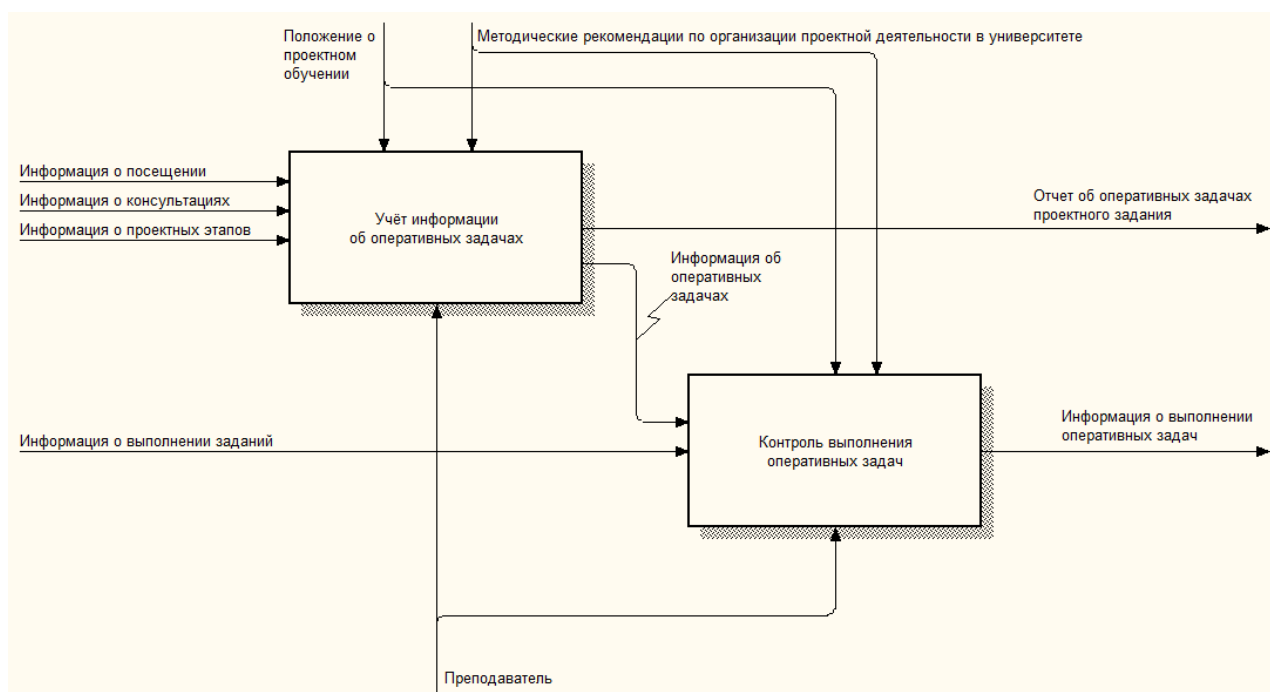 Положение о
проектном
обучении
Методические рекомендации по организации проектной деятельности в университете
Информация о посещении
Информация о консультациях
Информация о проектных этапов
Учёт информации
об оперативных задачах
Отчет об оперативных задачах
проектного задания
Информация об
оперативных
задачах
Информация о выполнении заданий
Контроль выполнения
оперативных задач
Информация о выполнении
оперативных задач
Преподаватель